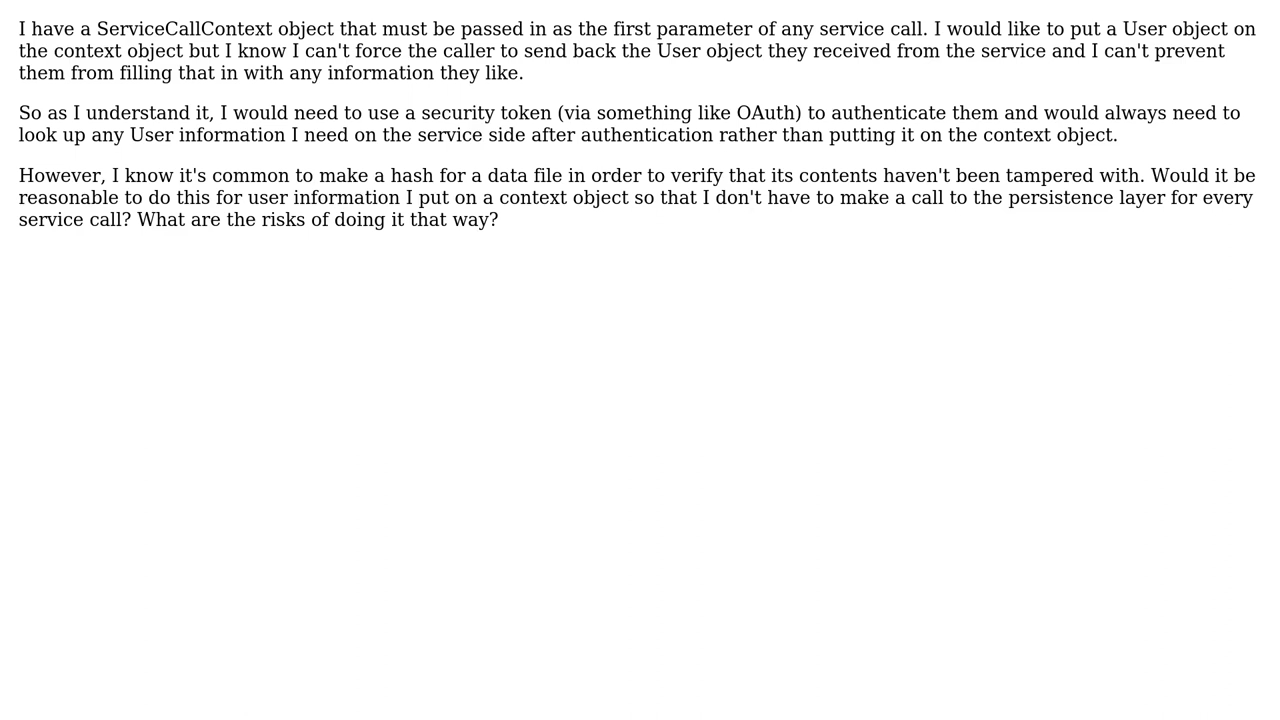 I have a ServiceCallContext object that must be passed in as the first parameter of any service call. I would like to put a User object on
the context object but I know I can't force the caller to send back the User object they received from the service and I can't prevent
them from filling that in with any information they like.
So as I understand it, I would need to use a security token (via something like OAuth) to authenticate them and would always need to
look up any User information I need on the service side after authentication rather than putting it on the context object.
However, I know it's common to make a hash for a data file in order to verify that its contents haven't been tampered with. Would it be
reasonable to do this for user information I put on a context object so that I don't have to make a call to the persistence layer for every
service call? What are the risks of doing it that way?